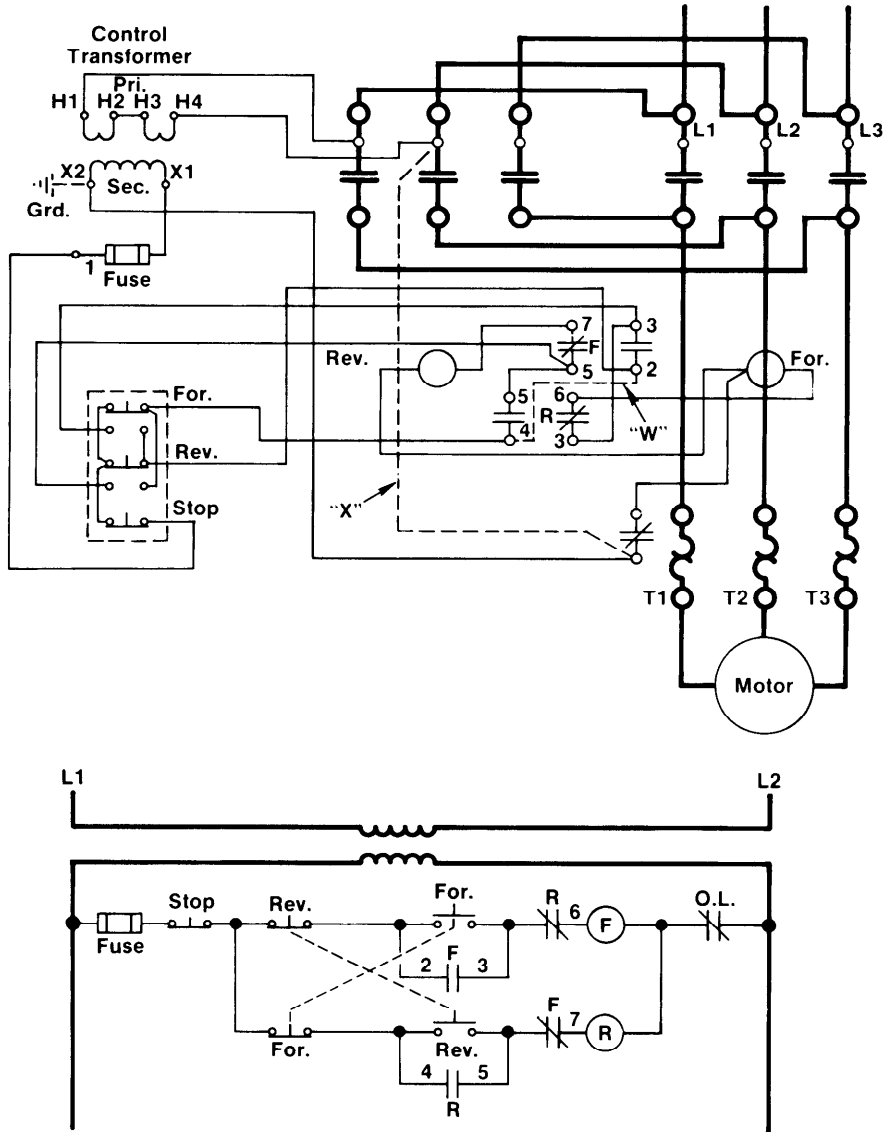 Control
Transformer
Pri.
H1 H2 H3 H4
L1 L2 L3
X2 Sec. X1
Grd.
1
Fuse
7 3
Rev. F For.
5 2
For. 5 6
R "W"
4 3
Rev.
"X"
Stop
T1 T2 T3
Motor
L1 L2
For.
Stop Rev. R 6 F O.L.
Fuse
F
2 3
F 7 R
For. Rev.
4 5
R